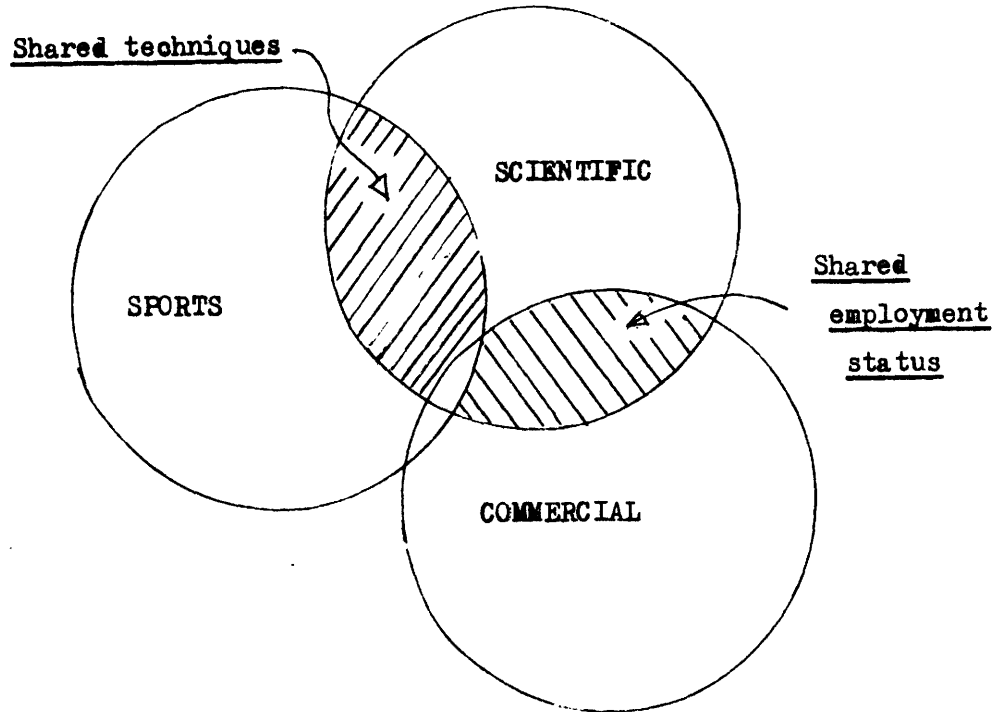 Shared techniques
SCIENTIFIC
Shared
employment
status
SPORTS
COMMERCIAL